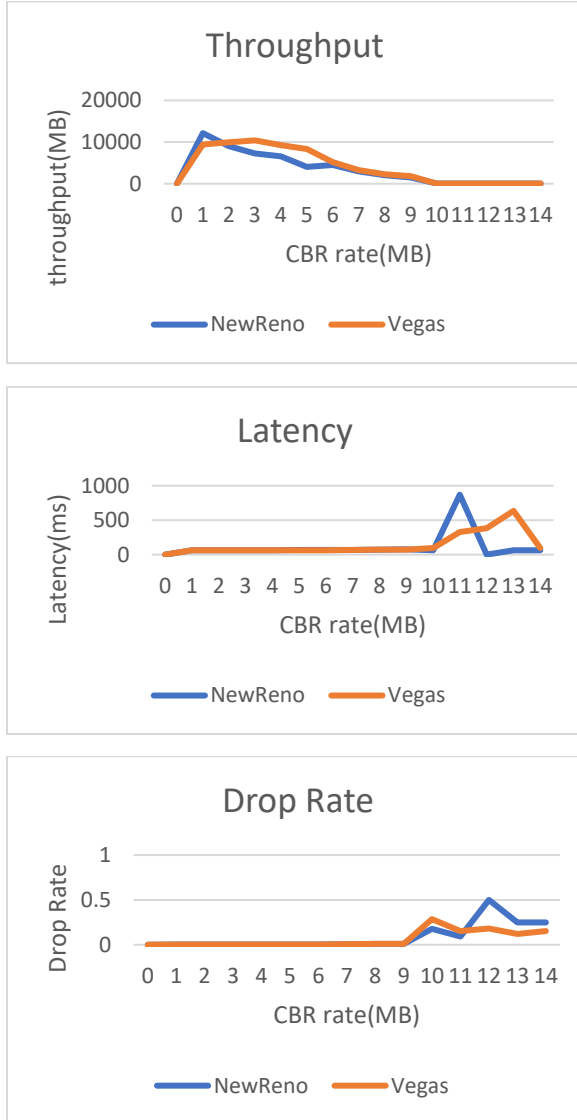 Throughput
20000
10000
0
throughput(MB)
0 1 2 3 4 5 6 7 8 9 10 11 12 13 14
CBR rate(MB)
NewReno Vegas
Latency
1000
500
0
Latency(ms)
0 1 2 3 4 5 6 7 8 9 10 11 12 13 14
CBR rate(MB)
NewReno Vegas
Drop Rate
1
0.5
0
Drop Rate
0 1 2 3 4 5 6 7 8 9 10 11 12 13 14
CBR rate(MB)
NewReno Vegas